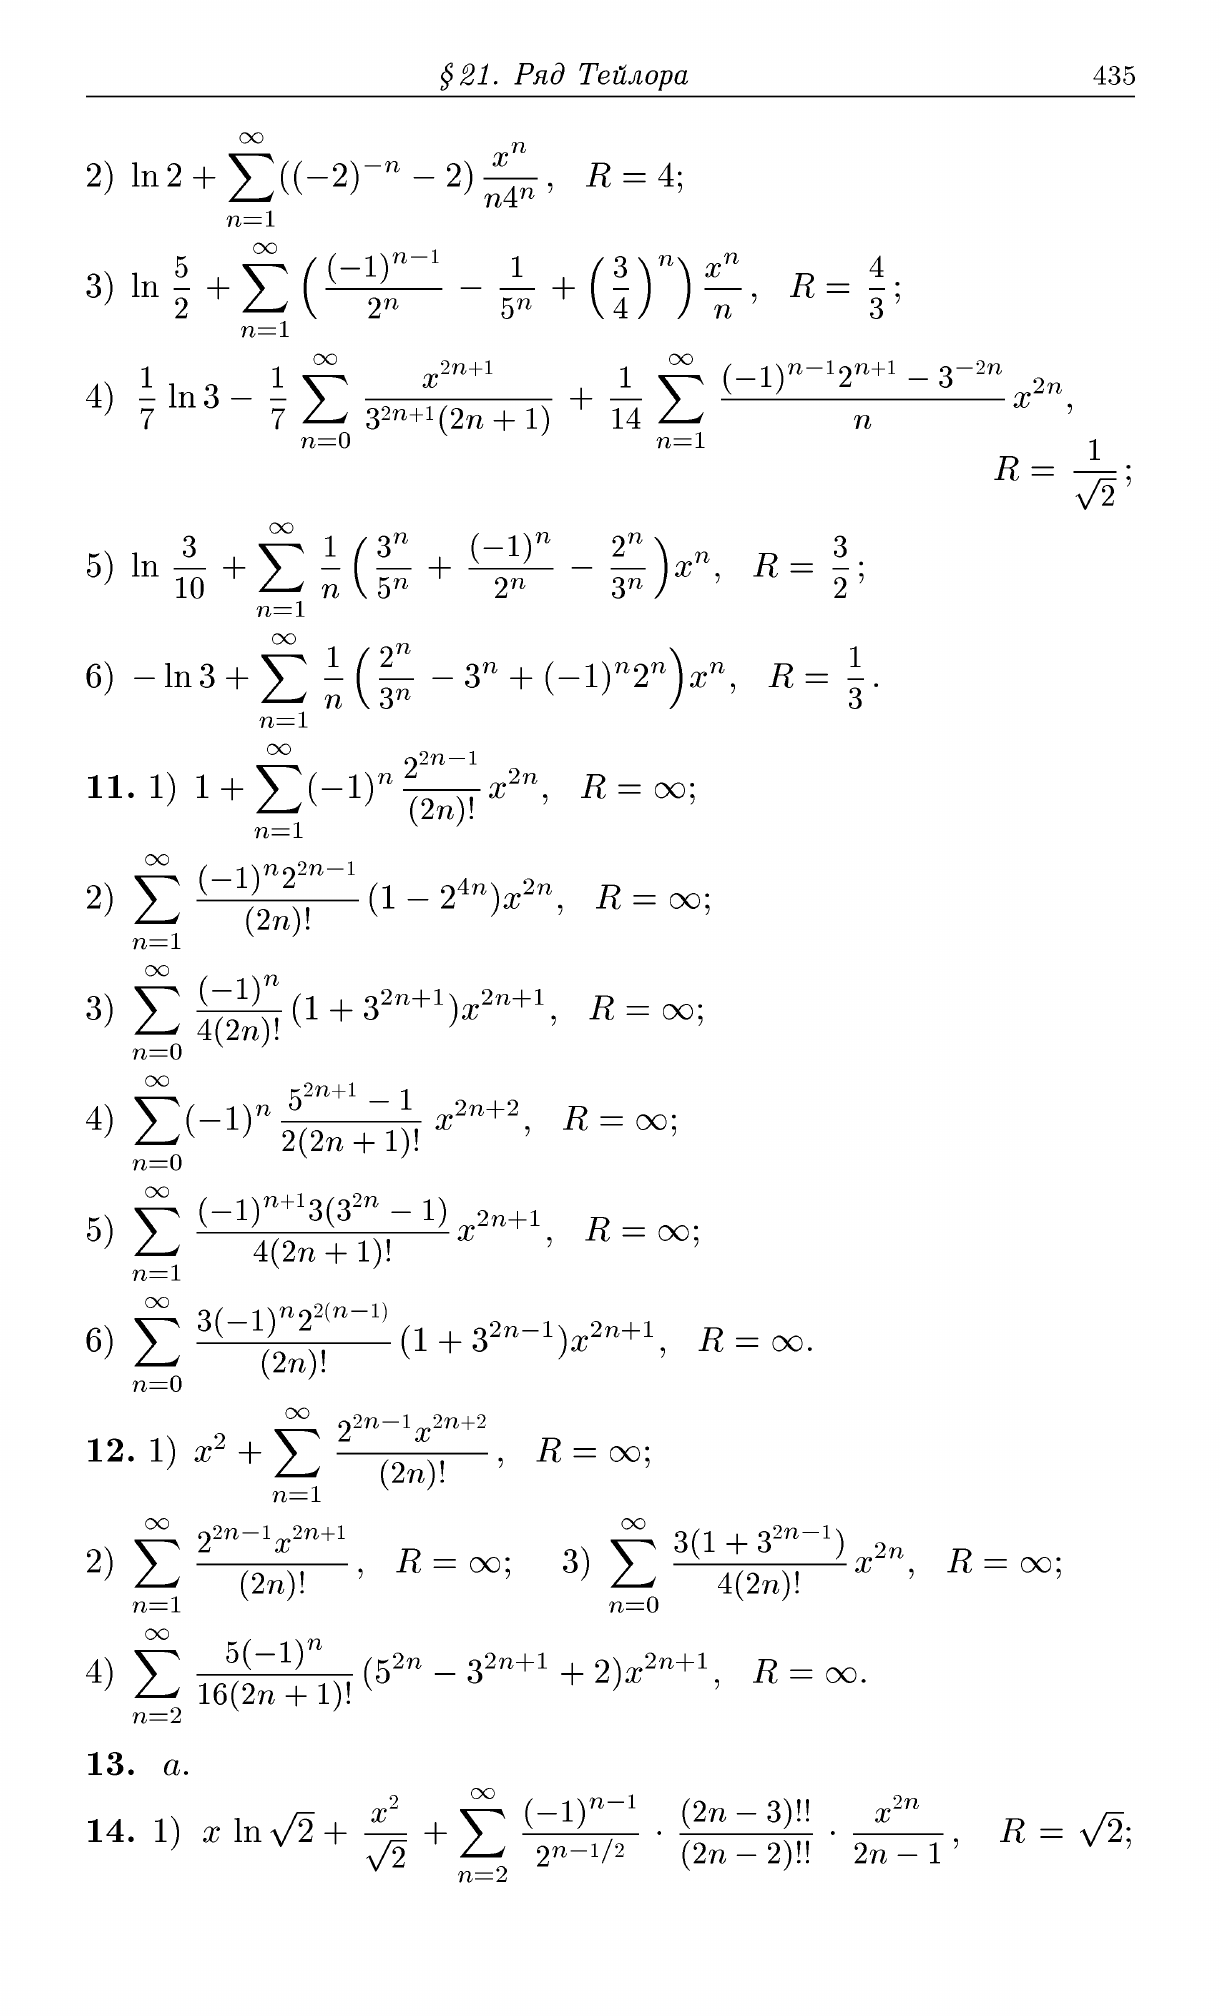 § 21. Ряд Тейлора 435
2) $\ln 2 + \sum_{n=1}^{\infty} ((-2)^{-n} - 2) \frac{x^n}{n4^n}, \quad R = 4;$
3) $\ln \frac{5}{2} + \sum_{n=1}^{\infty} \left( \frac{(-1)^{n-1}}{2^n} - \frac{1}{5^n} + \left( \frac{3}{4} \right)^n \right) \frac{x^n}{n}, \quad R = \frac{4}{3};$
4) $\frac{1}{7} \ln 3 - \frac{1}{7} \sum_{n=0}^{\infty} \frac{x^{2n+1}}{3^{2n+1}(2n+1)} + \frac{1}{14} \sum_{n=1}^{\infty} \frac{(-1)^{n-1}2^{n+1} - 3^{-2n}}{n} x^{2n},$
$R = \frac{1}{\sqrt{2}};$
5) $\ln \frac{3}{10} + \sum_{n=1}^{\infty} \frac{1}{n} \left( \frac{3^n}{5^n} + \frac{(-1)^n}{2^n} - \frac{2^n}{3^n} \right) x^n, \quad R = \frac{3}{2};$
6) $-\ln 3 + \sum_{n=1}^{\infty} \frac{1}{n} \left( \frac{2^n}{3^n} - 3^n + (-1)^n 2^n \right) x^n, \quad R = \frac{1}{3}.$
11. 1) $1 + \sum_{n=1}^{\infty} (-1)^n \frac{2^{2n-1}}{(2n)!} x^{2n}, \quad R = \infty;$
2) $\sum_{n=1}^{\infty} \frac{(-1)^n 2^{2n-1}}{(2n)!} (1 - 2^{4n}) x^{2n}, \quad R = \infty;$
3) $\sum_{n=0}^{\infty} \frac{(-1)^n}{4(2n)!} (1 + 3^{2n+1}) x^{2n+1}, \quad R = \infty;$
4) $\sum_{n=0}^{\infty} (-1)^n \frac{5^{2n+1} - 1}{2(2n+1)!} x^{2n+2}, \quad R = \infty;$
5) $\sum_{n=1}^{\infty} \frac{(-1)^{n+1} 3(3^{2n} - 1)}{4(2n+1)!} x^{2n+1}, \quad R = \infty;$
6) $\sum_{n=0}^{\infty} \frac{3(-1)^n 2^{2(n-1)}}{(2n)!} (1 + 3^{2n-1}) x^{2n+1}, \quad R = \infty.$
12. 1) $x^2 + \sum_{n=1}^{\infty} \frac{2^{2n-1} x^{2n+2}}{(2n)!}, \quad R = \infty;$
2) $\sum_{n=1}^{\infty} \frac{2^{2n-1} x^{2n+1}}{(2n)!}, \quad R = \infty;$ 3) $\sum_{n=0}^{\infty} \frac{3(1 + 3^{2n-1})}{4(2n)!} x^{2n}, \quad R = \infty;$
4) $\sum_{n=2}^{\infty} \frac{5(-1)^n}{16(2n+1)!} (5^{2n} - 3^{2n+1} + 2) x^{2n+1}, \quad R = \infty.$
13. a.
14. 1) $x \ln \sqrt{2} + \frac{x^2}{\sqrt{2}} + \sum_{n=2}^{\infty} \frac{(-1)^{n-1}}{2^{n-1/2}} \cdot \frac{(2n-3)!!}{(2n-2)!!} \cdot \frac{x^{2n}}{2n-1}, \quad R = \sqrt{2};$